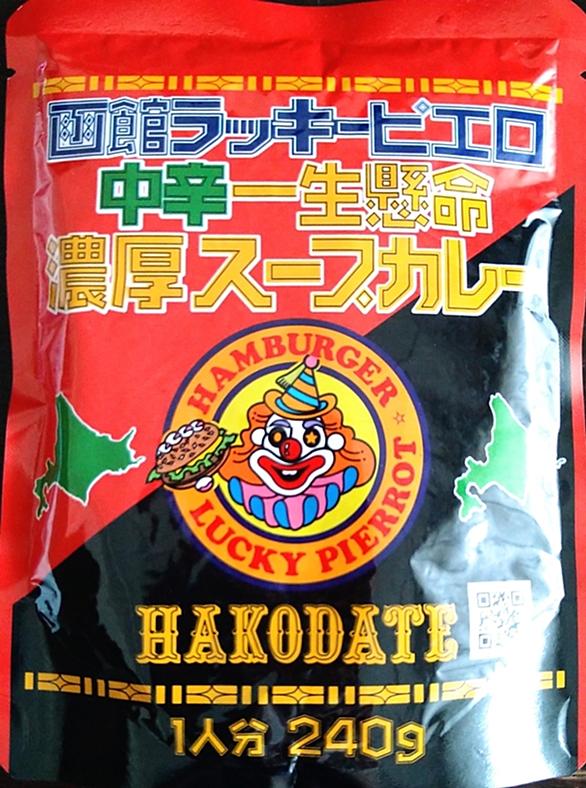 函館ラッキーピエロ
中辛一生懸命
濃厚スープカレー
HAMBURGER ☆
LUCKY PIERROT
HAKODATE
1人分 240g